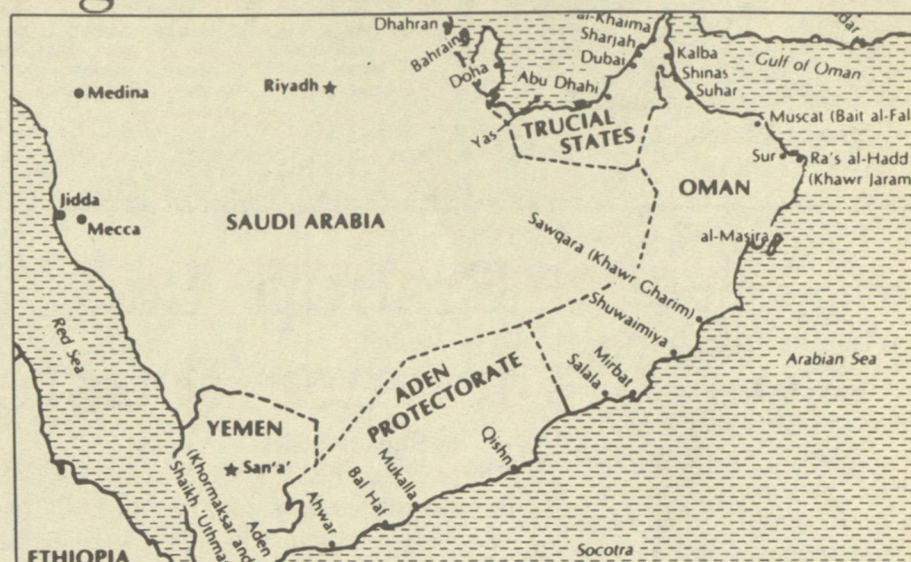 al-Khaima
Dhahran
Sharjah
Bahrain
Dubai
Kalba
Gulf of Oman
Doha
Shinas
Abu Dhahi
Riyadh
Suhar
Medina
Muscat (Bait al-Fal
Yas
TRUCIAL
STATES
Sur
Ra's al-Hadd
(Khawr Jaram
OMAN
Jidda
Mecca
SAUDI ARABIA
al-Masira
Sawqara (Khawr Gharim)
Shuwaimiya
Red Sea
Arabian Sea
Mirbat
Salala
ADEN
PROTECTORATE
YEMEN
Qishn
San'a'
Mukalla
Bal Haf
Ahwar
Aden
(Khormaksar and
Shaikh 'Uthma
Socotra
ETHIOPIA